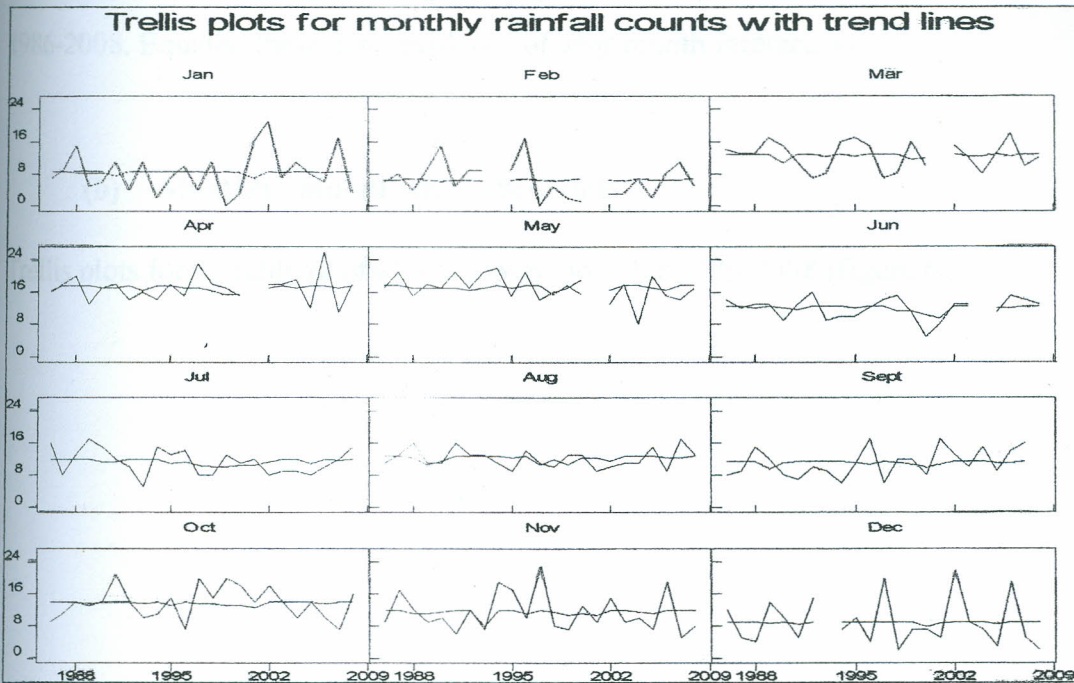 Trellis plots for monthly rainfall counts with trend lines
Jan Feb Mär
24
16
8
0
Apr May Jun
24
16
8
0
Jul Aug Sept
24
16
8
0
Oct Nov Dec
24
16
8
0
1988 1995 2002 2009 1988 1995 2002 2009 1988 1995 2002 2009